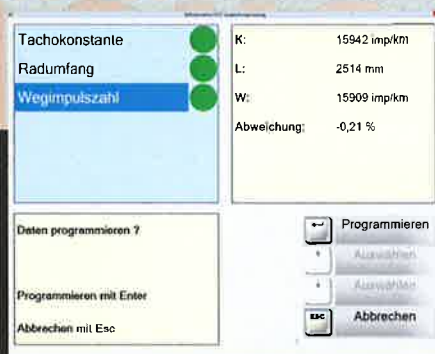 Tachokonstante
Radumfang
Wegimpulszahl
K: 15942 imp/km
L: 2514 mm
W: 15909 imp/km
Abweichung: -0,21 %
Daten programmieren ?
Programmieren mit Enter
Abbrechen mit Esc
Programmieren
Auswählen
Auswählen
ESC Abbrechen